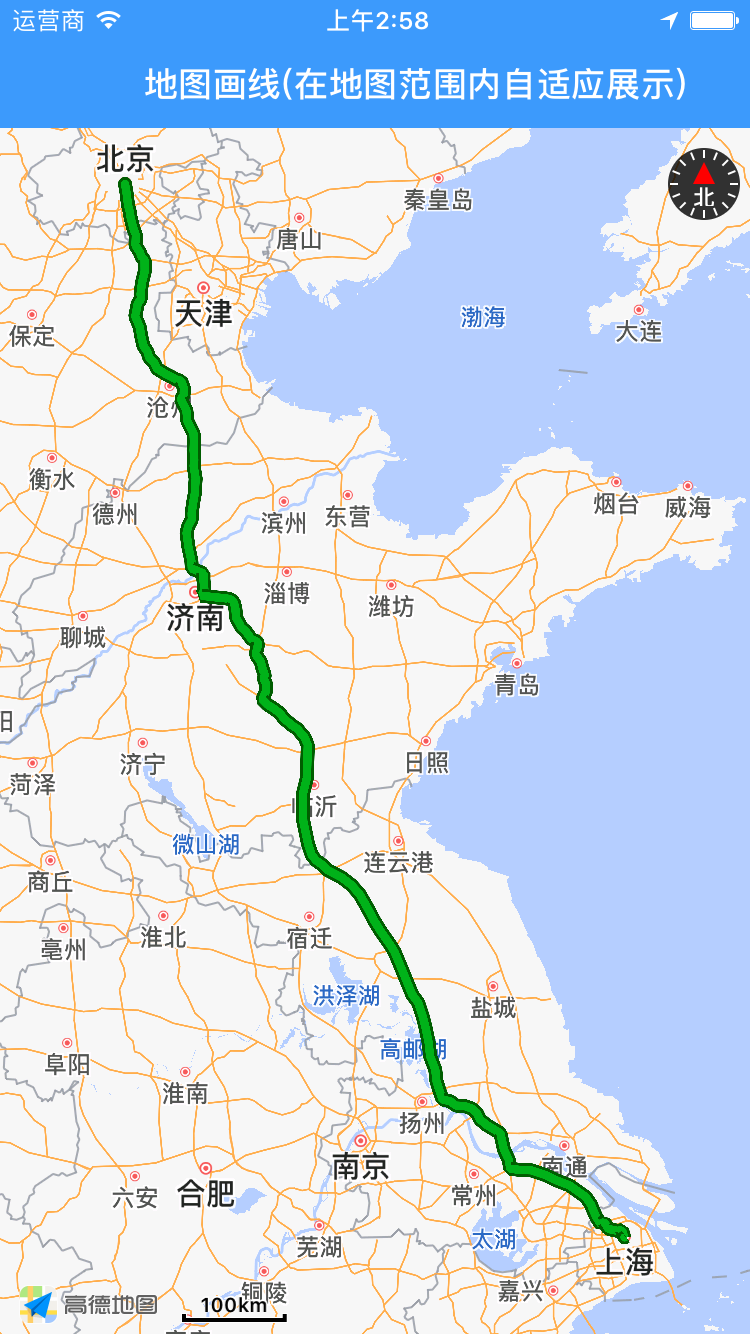 运营商 上午2:58
地图画线(在地图范围内自适应展示)
北京
秦皇岛
北
唐山
天津
渤海
保定
大连
沧州
衡水
德州
滨州
东营
烟台
威海
淄博
潍坊
济南
聊城
青岛
阳
济宁
日照
菏泽
临沂
微山湖
连云港
商丘
亳州
淮北
宿迁
洪泽湖
盐城
高邮湖
阜阳
淮南
扬州
南京
南通
六安
合肥
常州
芜湖
太湖
上海
铜陵
嘉兴
高德地图
100km